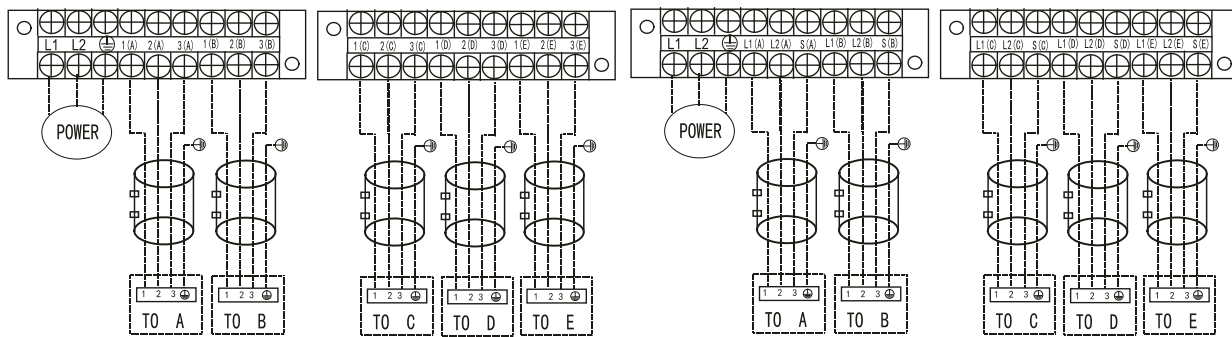 L1 L2 1(A) 2(A) 3(A) 1(B) 2(B) 3(B)
POWER
1 2 3
TO A
1 2 3
TO B
1(C) 2(C) 3(C) 1(D) 2(D) 3(D) 1(E) 2(E) 3(E)
1 2 3
TO C
1 2 3
TO D
1 2 3
TO E
L1 L2 L1(A) L2(A) S(A) L1(B) L2(B) S(B)
POWER
1 2 3
TO A
1 2 3
TO B
L1(C) L2(C) S(C) L1(D) L2(D) S(D) L1(E) L2(E) S(E)
1 2 3
TO C
1 2 3
TO D
1 2 3
TO E